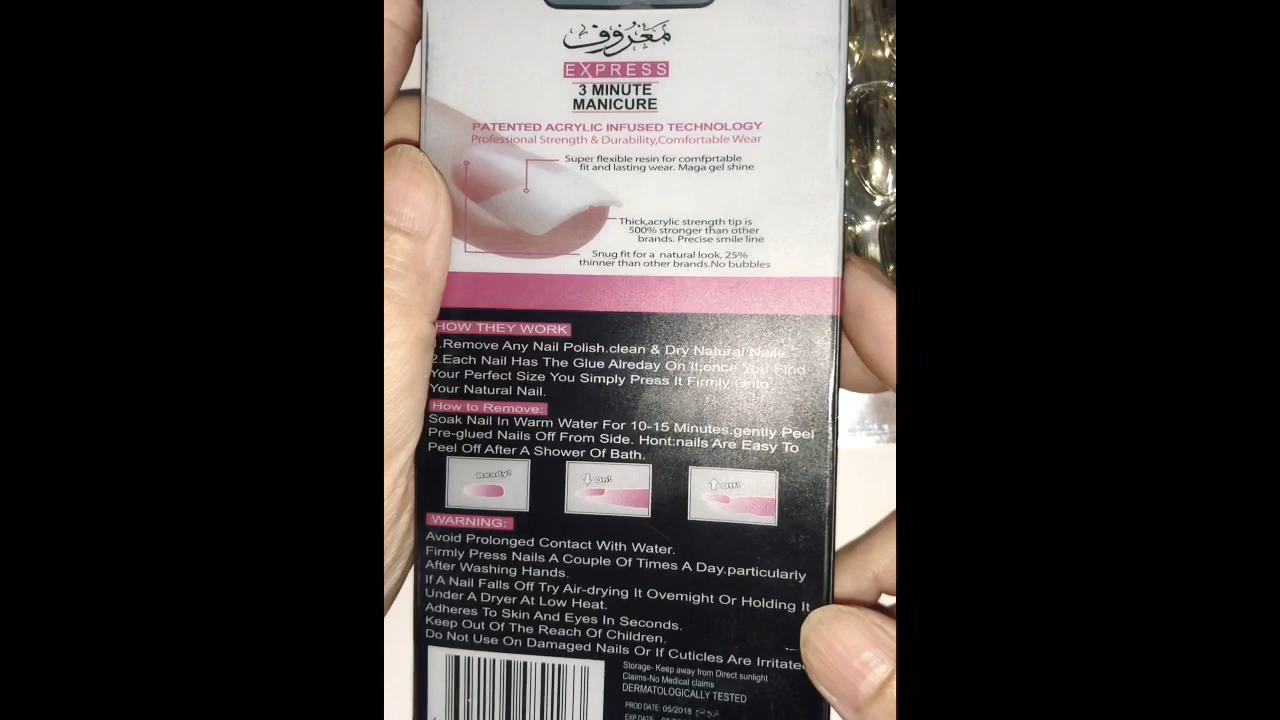 معروف
EXPRESS
3 MINUTE
MANICURE
PATENTED ACRYLIC INFUSED TECHNOLOGY
Professional Strength & Durability,Comfortable Wear
Super flexible resin for comfprtable
fit and lasting wear. Maga gel shine
Thick,acrylic strength tip is
500% stronger than other
brands. Precise smile line
Snug fit for a natural look, 25%
thinner than other brands.No bubbles
HOW THEY WORK
1.Remove Any Nail Polish.clean & Dry Natural Nails.
2.Each Nail Has The Glue Alreday On It;once You Find
Your Perfect Size You Simply Press It Firmly Onto
Your Natural Nail.
How to Remove:
Soak Nail In Warm Water For 10-15 Minutes.gently Peel
Pre-glued Nails Off From Side. Hont:nails Are Easy To
Peel Off After A Shower Of Bath.
Ready!
On!
Off!
WARNING:
Avoid Prolonged Contact With Water.
Firmly Press Nails A Couple Of Times A Day.particularly
After Washing Hands.
If A Nail Falls Off Try Air-drying It Ovemight Or Holding It
Under A Dryer At Low Heat.
Adheres To Skin And Eyes In Seconds.
Keep Out Of The Reach Of Children.
Do Not Use On Damaged Nails Or If Cuticles Are Irritated
Storage- Keep away from Direct sunlight
Claims-No Medical claims
DERMATOLOGICALLY TESTED
PROD DATE: 05/2018
EXP DATE: